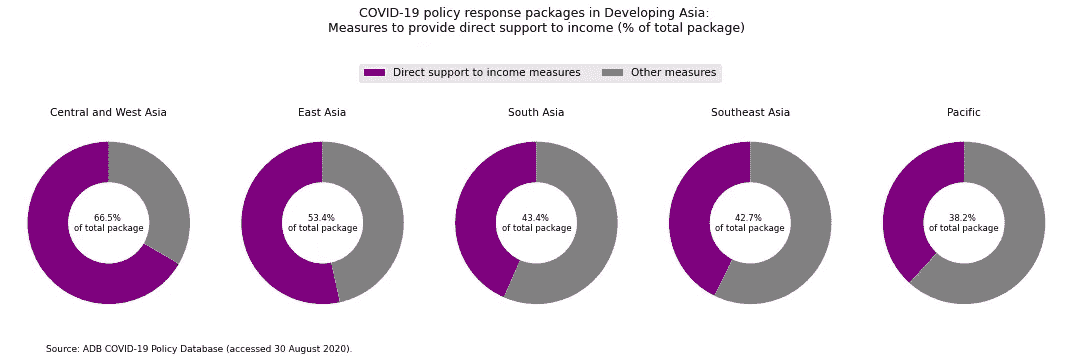 COVID-19 policy response packages in Developing Asia:
Measures to provide direct support to income (% of total package)
Direct support to income measures
Other measures
Central and West Asia
East Asia
South Asia
Southeast Asia
Pacific
66.5%
of total package
53.4%
of total package
43.4%
of total package
42.7%
of total package
38.2%
of total package
Source: ADB COVID-19 Policy Database (accessed 30 August 2020).